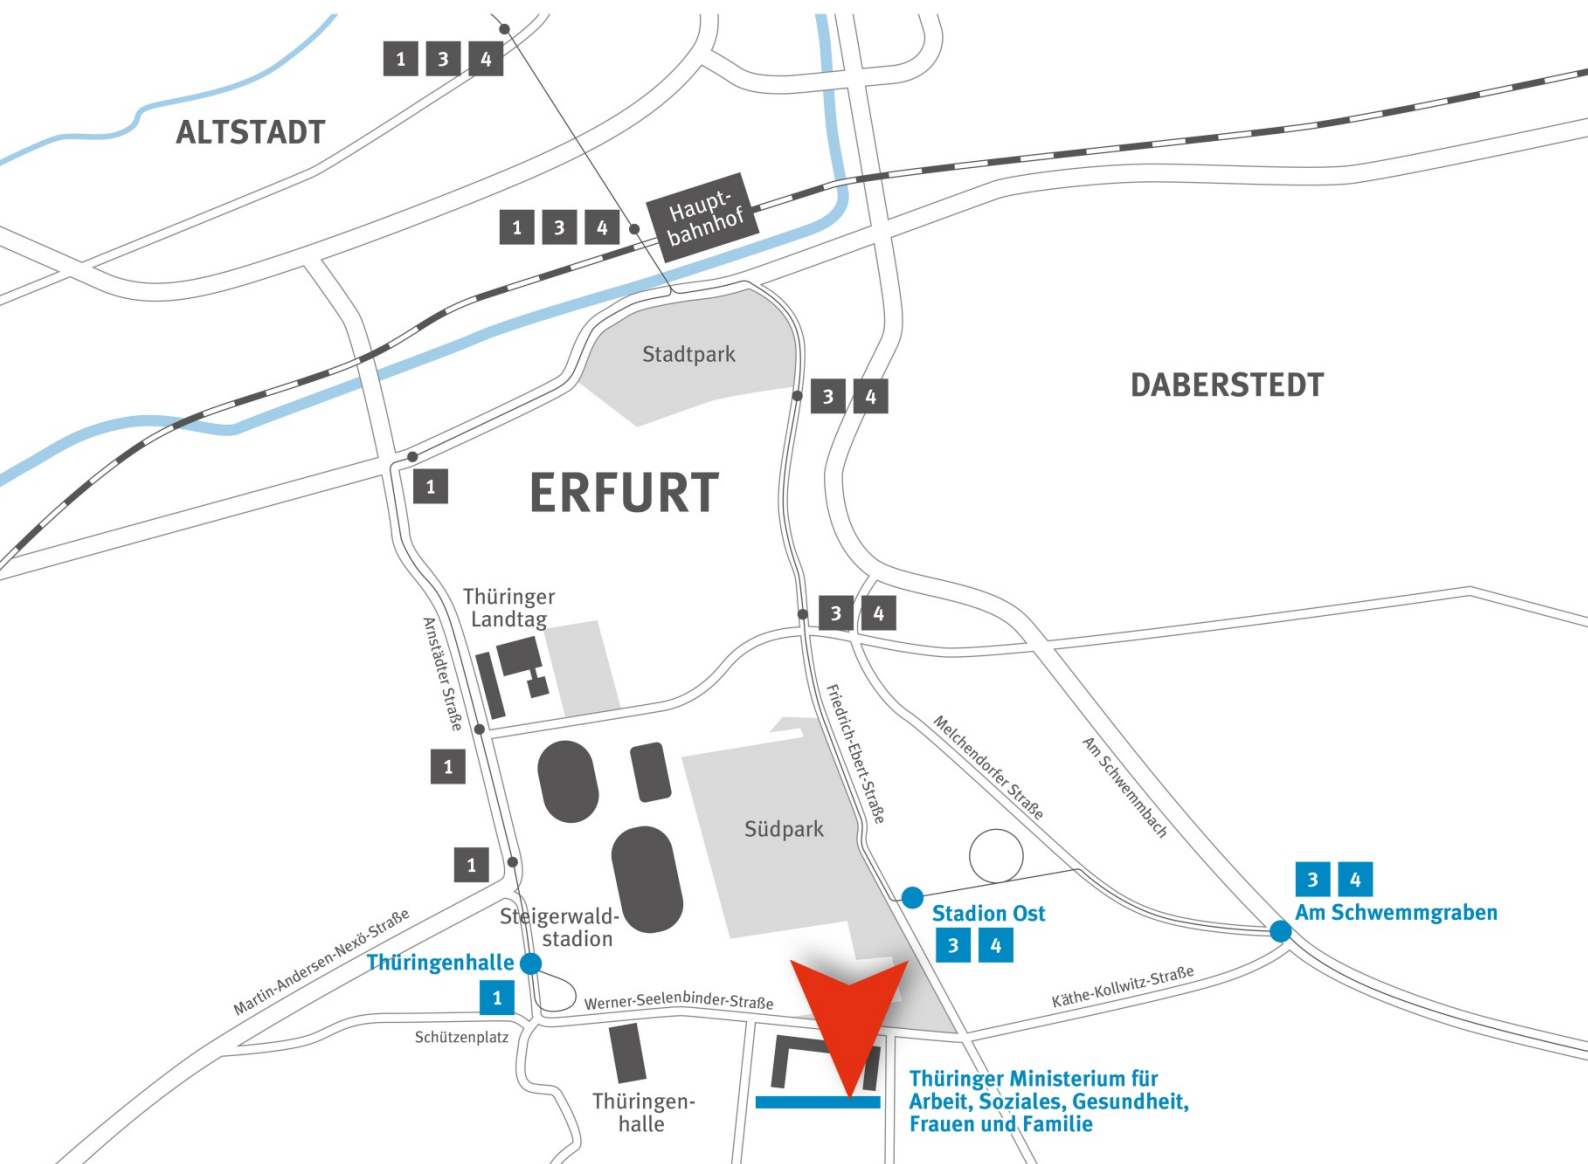 1 3 4
ALTSTADT
1 3 4
Haupt-
bahnhof
Stadtpark
3 4
DABERSTEDT
1
ERFURT
Thüringer
Landtag
3 4
Arnstädter Straße
1
Friedrich-Ebert-Straße
Melchendorfer Straße
Am Schwemmbach
Südpark
1
3 4
Am Schwemmgraben
Stadion Ost
3 4
Steigerwald-
stadion
Martin-Andersen-Nexö-Straße
Thüringenhalle
1
Werner-Seelenbinder-Straße
Käthe-Kollwitz-Straße
Schützenplatz
Thüringen-
halle
Thüringer Ministerium für
Arbeit, Soziales, Gesundheit,
Frauen und Familie